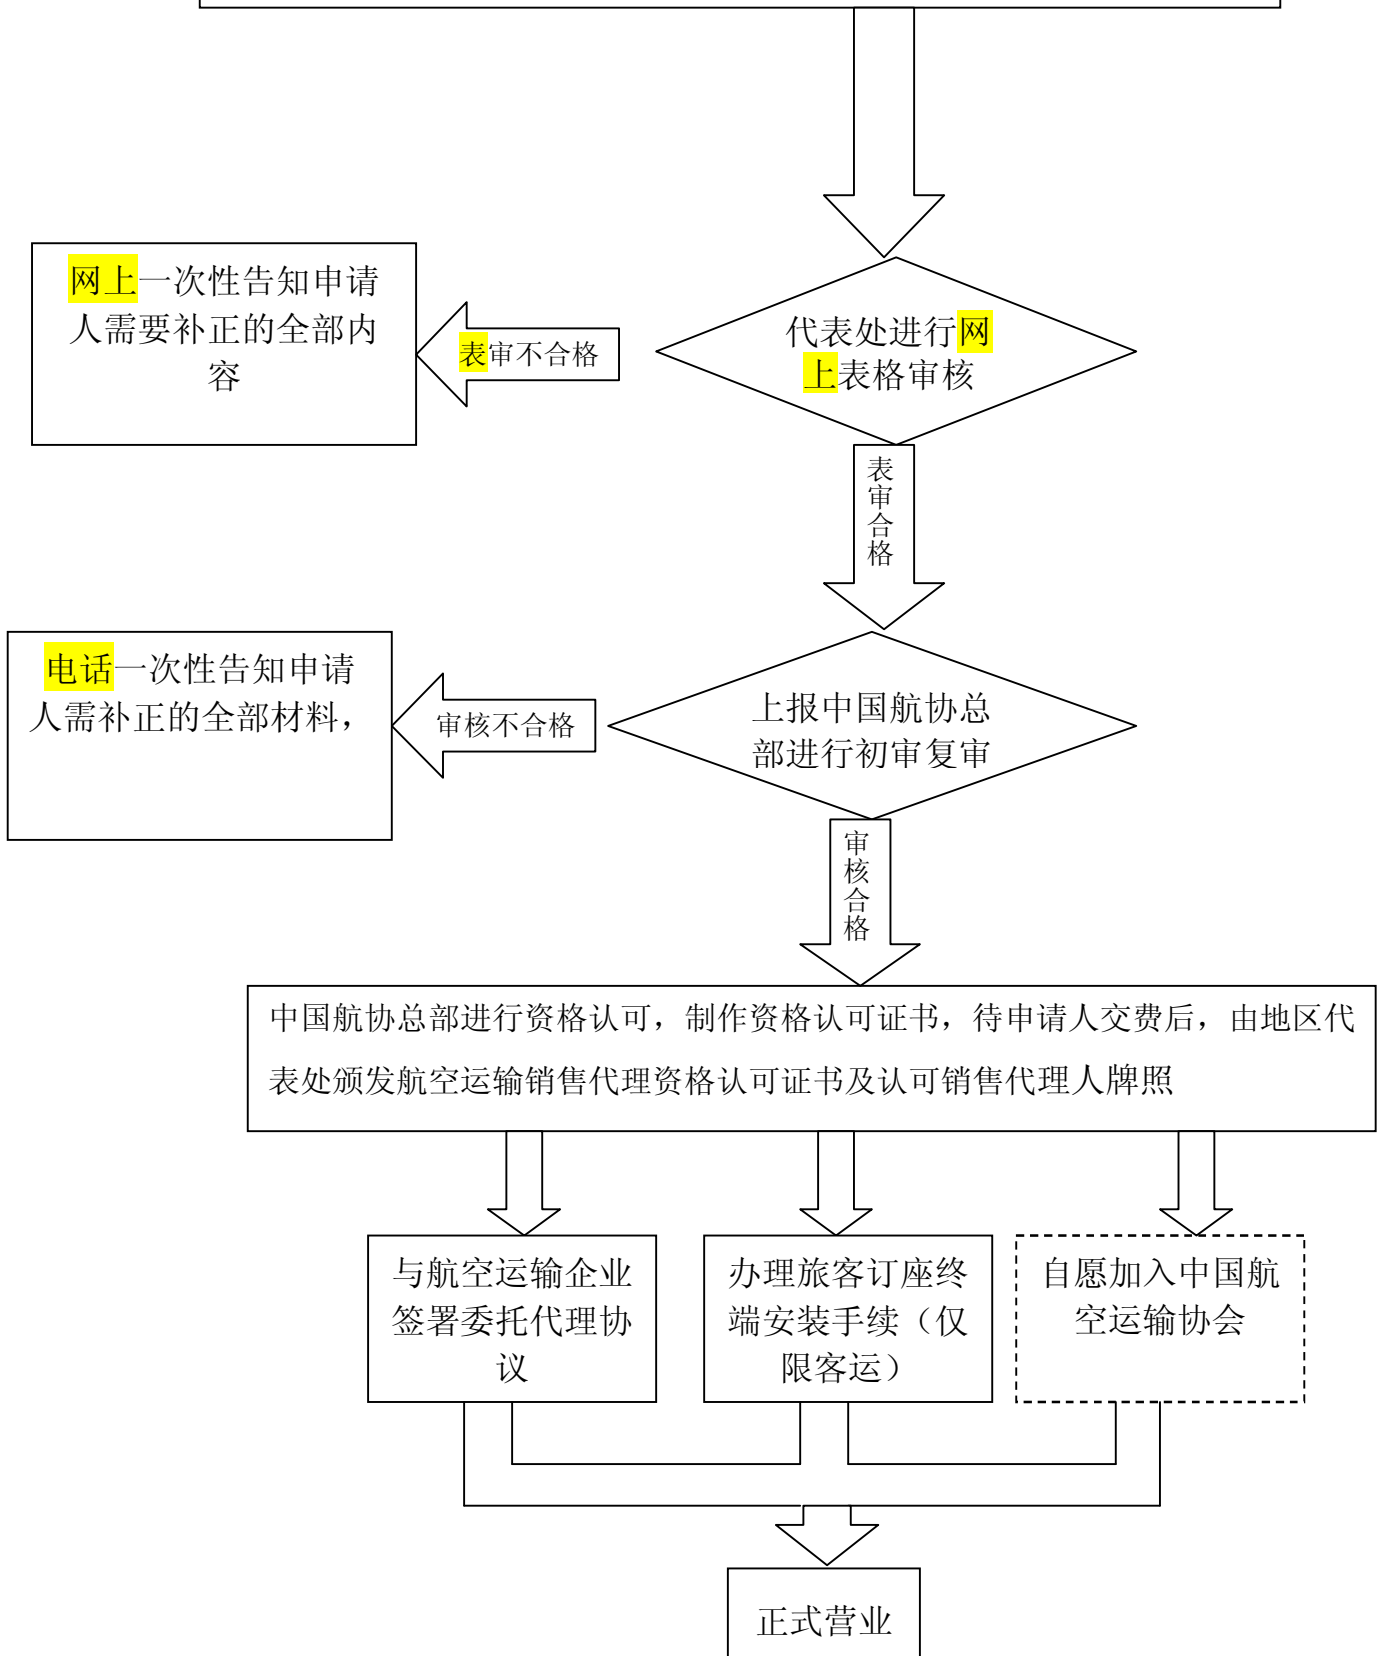 网上一次性告知申请
人需要补正的全部内
容
表审不合格
代表处进行网
上表格审核
表审合格
电话一次性告知申请
人需补正的全部材料，
审核不合格
上报中国航协总
部进行初审复审
审核合格
中国航协总部进行资格认可，制作资格认可证书，待申请人交费后，由地区代
表处颁发航空运输销售代理资格认可证书及认可销售代理人牌照
与航空运输企业
签署委托代理协
议
办理旅客订座终
端安装手续（仅
限客运）
自愿加入中国航
空运输协会
正式营业